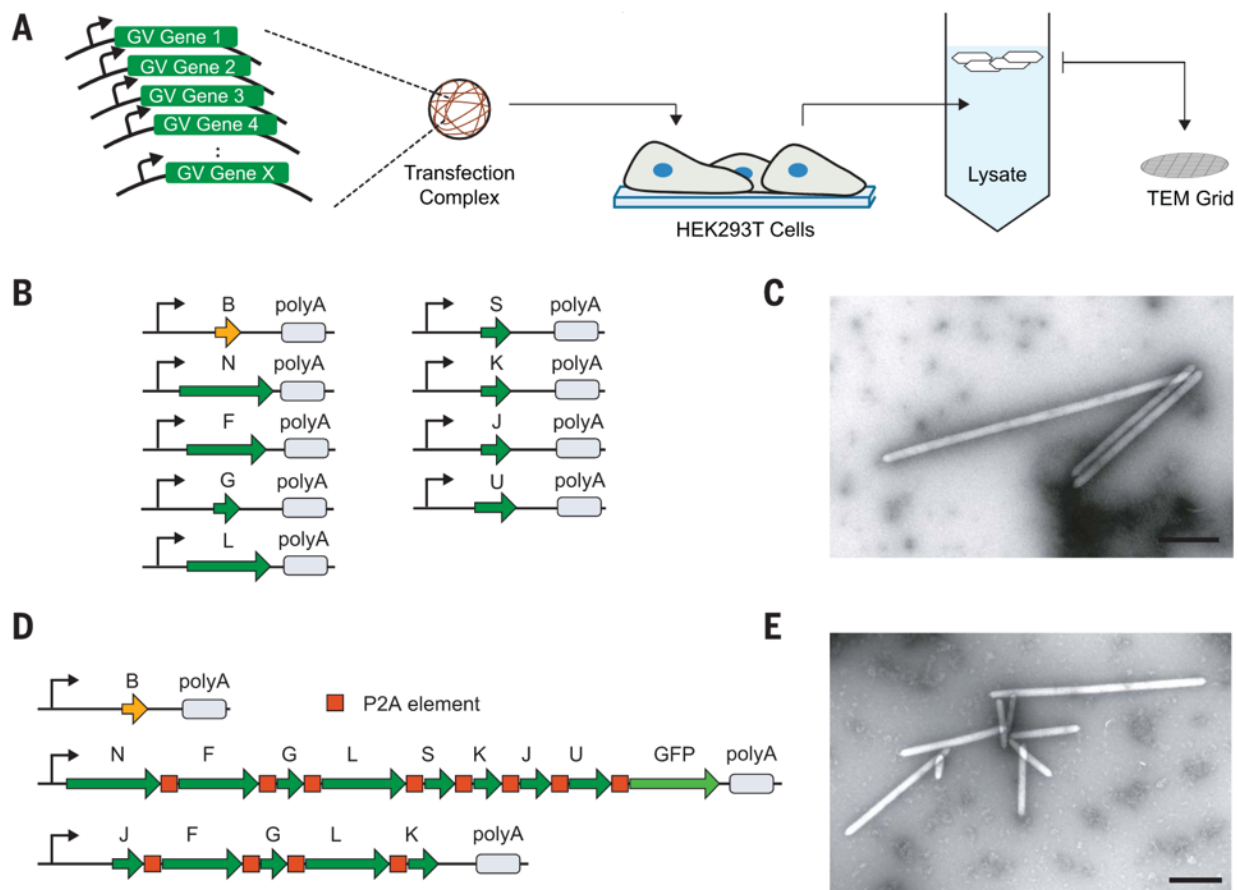 A
GV Gene 1
GV Gene 2
GV Gene 3
GV Gene 4
⋮
GV Gene X
Transfection
Complex
HEK293T Cells
Lysate
TEM Grid
B
B polyA
N polyA
F polyA
G polyA
L polyA
S polyA
K polyA
J polyA
U polyA
C
D
B polyA
P2A element
N F G L S K J U GFP polyA
J F G L K polyA
E